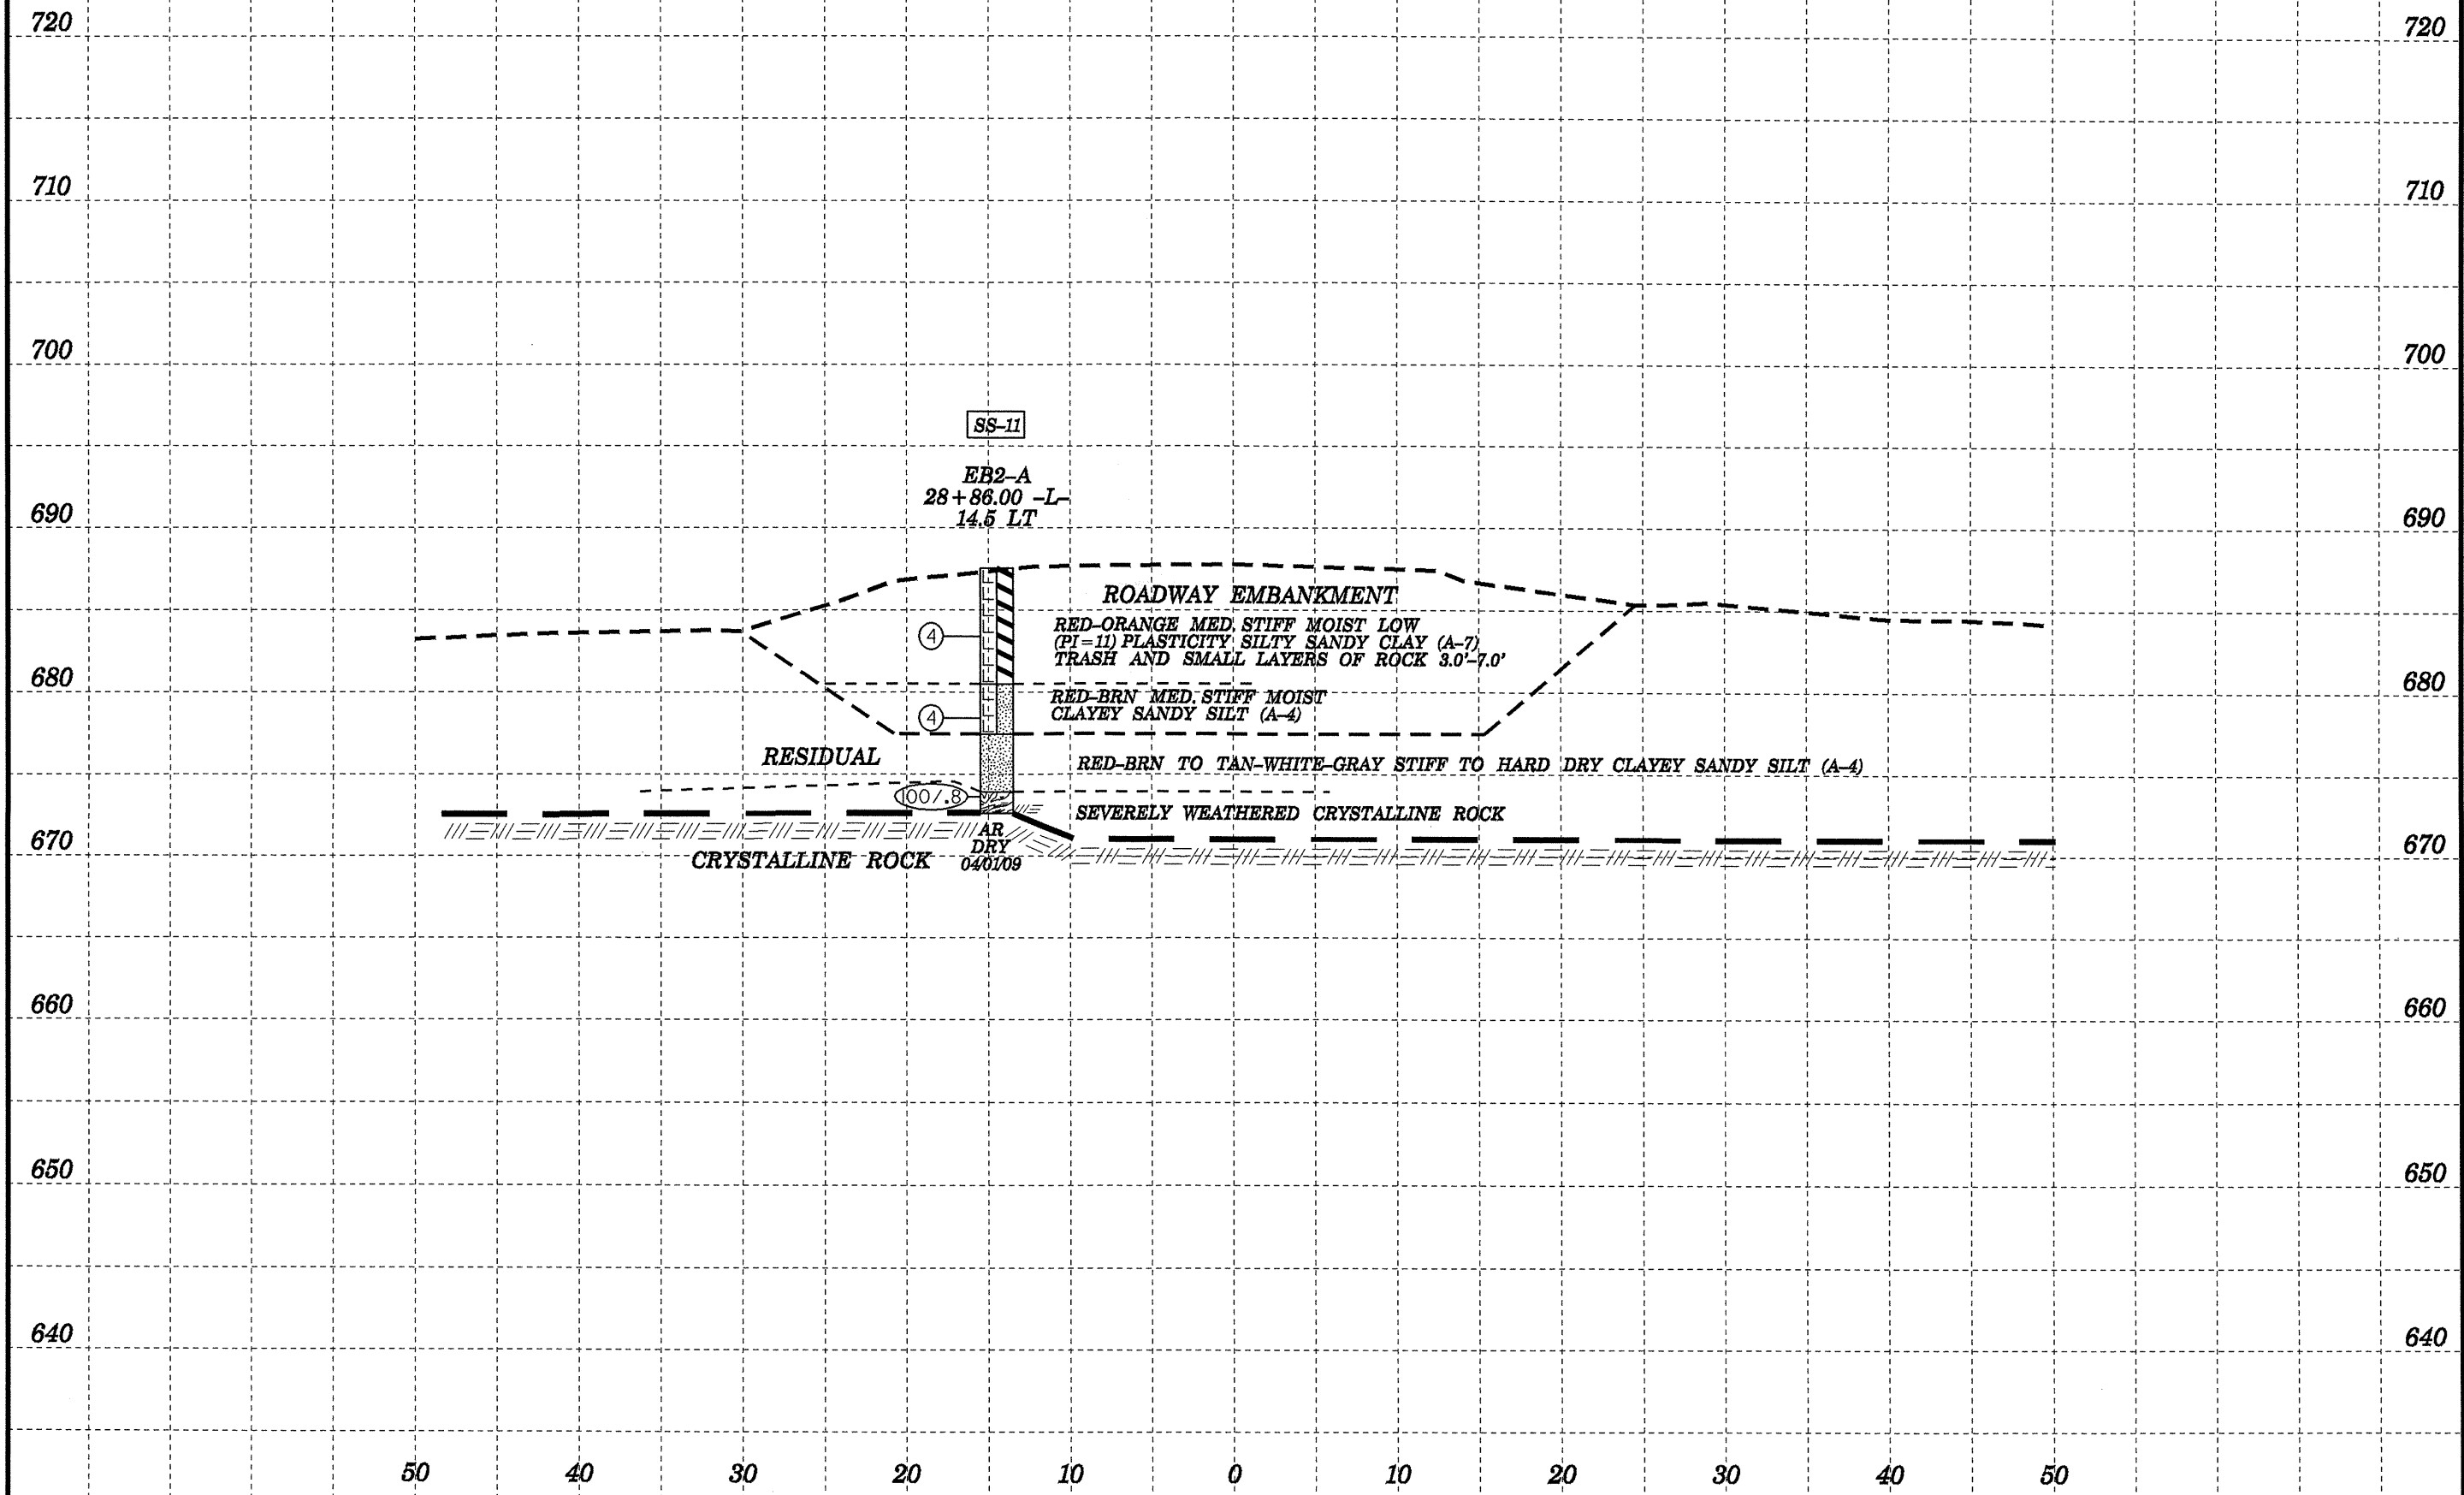 720 720
710 710
700 700
SS-11
EB2-A
28+86.00 -L-
14.5 LT
690 690
ROADWAY EMBANKMENT
RED-ORANGE MED. STIFF MOIST LOW
(PI=11) PLASTICITY SILTY SANDY CLAY (A-7)
TRASH AND SMALL LAYERS OF ROCK 3.0'-7.0'
4
680 680
RED-BRN MED. STIFF MOIST
CLAYEY SANDY SILT (A-4)
4
RESIDUAL
RED-BRN TO TAN-WHITE-GRAY STIFF TO HARD DRY CLAYEY SANDY SILT (A-4)
100/.8
SEVERELY WEATHERED CRYSTALLINE ROCK
AR
DRY
04/01/09
670 670
CRYSTALLINE ROCK
660 660
650 650
640 640
50 40 30 20 10 0 10 20 30 40 50